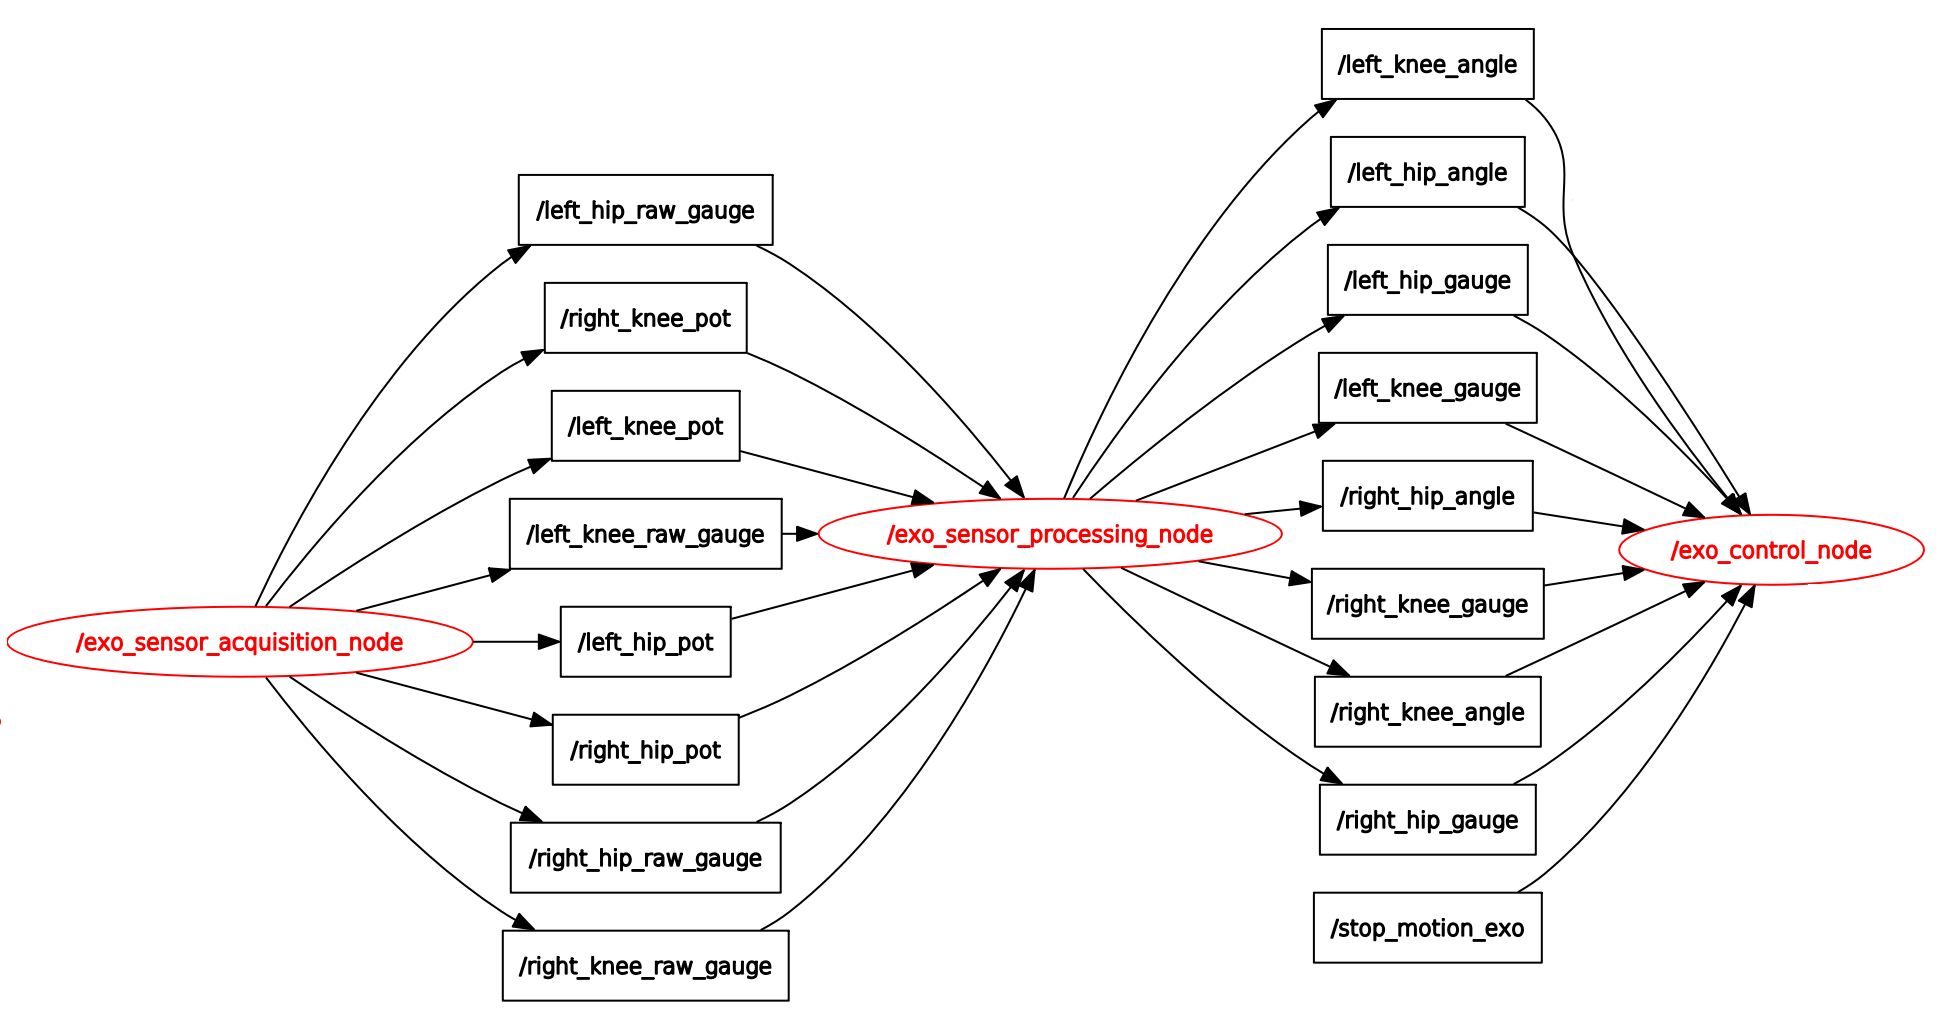 /exo_sensor_acquisition_node
/left_hip_raw_gauge
/right_knee_pot
/left_knee_pot
/left_knee_raw_gauge
/left_hip_pot
/right_hip_pot
/right_hip_raw_gauge
/right_knee_raw_gauge
/exo_sensor_processing_node
/left_knee_angle
/left_hip_angle
/left_hip_gauge
/left_knee_gauge
/right_hip_angle
/right_knee_gauge
/right_knee_angle
/right_hip_gauge
/stop_motion_exo
/exo_control_node